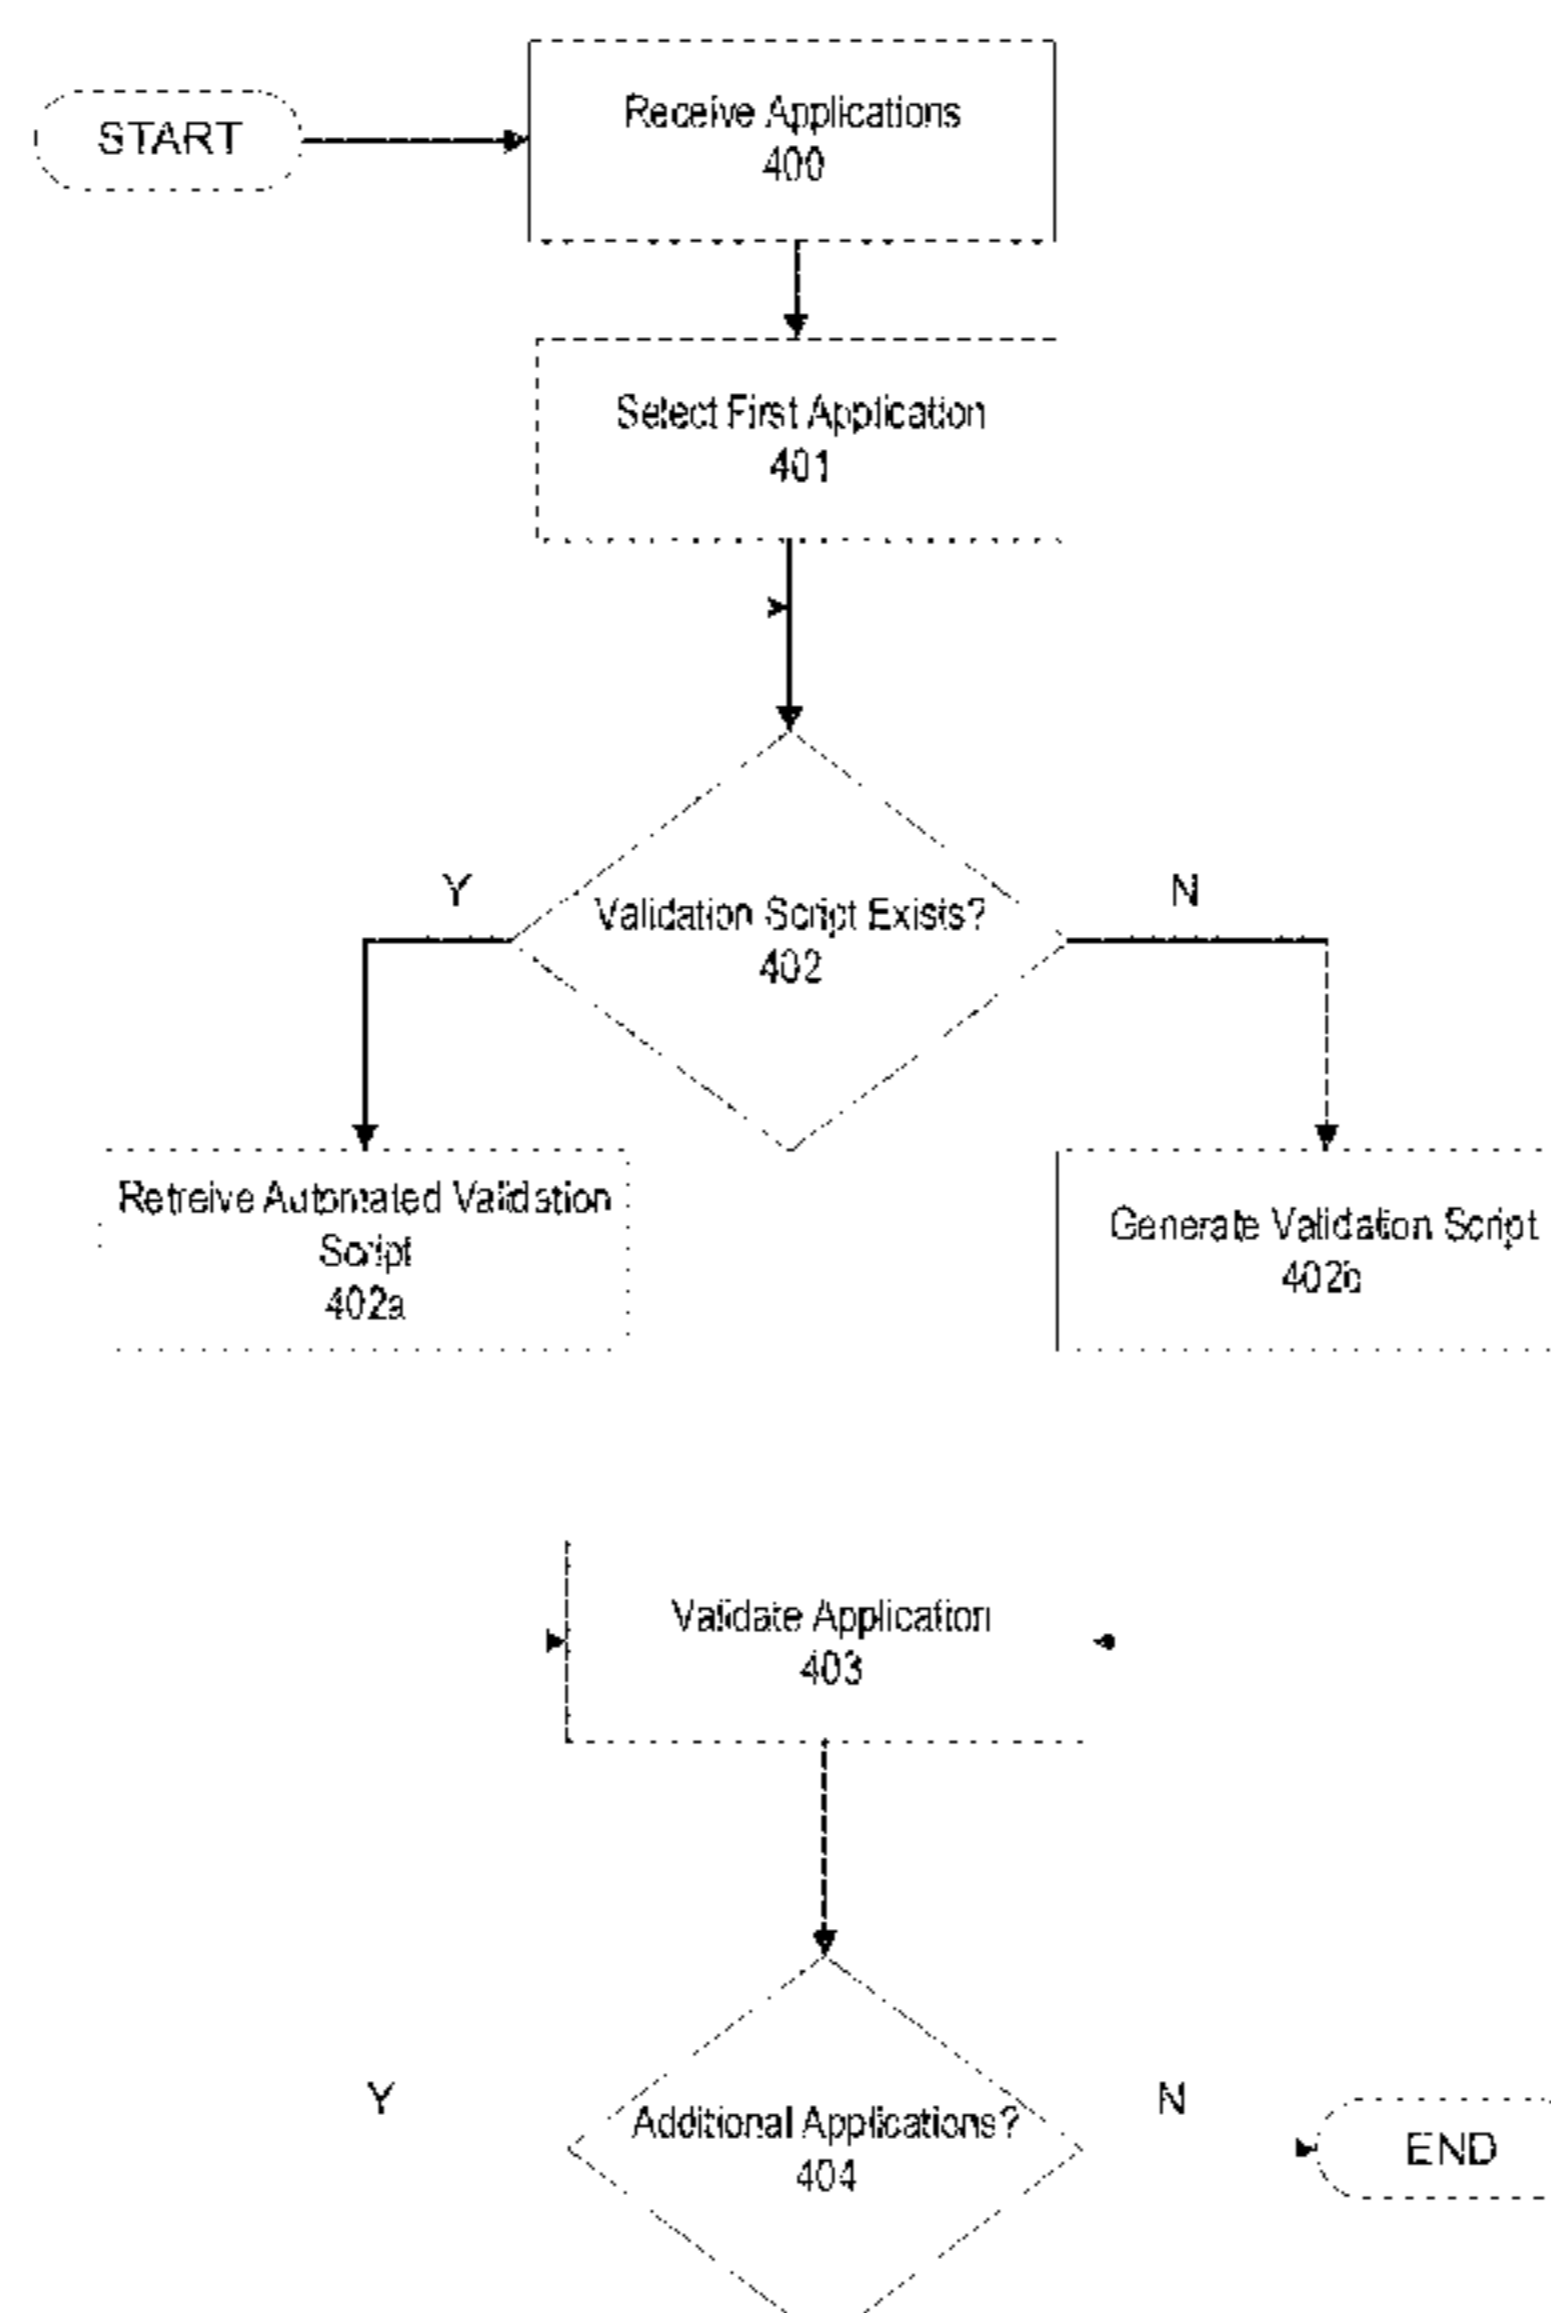 START
Receive Applications
400
Select First Application
401
Y
N
Validation Script Exists?
402
Retreive Automated Validation
Script
402a
Generate Validation Script
402b
Validate Application
403
Y
N
Additional Applications?
404
END